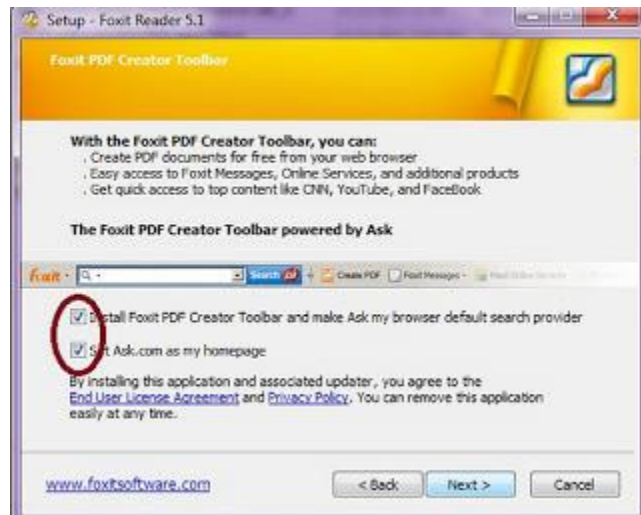 Setup - Foxit Reader 5.1
Foxit PDF Creator Toolbar
With the Foxit PDF Creator Toolbar, you can:
. Create PDF documents for free from your web browser
. Easy access to Foxit Messages, Online Services, and additional products
. Get quick access to top content like CNN, YouTube, and FaceBook
The Foxit PDF Creator Toolbar powered by Ask
Foxit Search Create PDF Foxit Messages
Install Foxit PDF Creator Toolbar and make Ask my browser default search provider
Set Ask.com as my homepage
By installing this application and associated updater, you agree to the
End User License Agreement and Privacy Policy. You can remove this application
easily at any time.
www.foxitsoftware.com < Back Next > Cancel